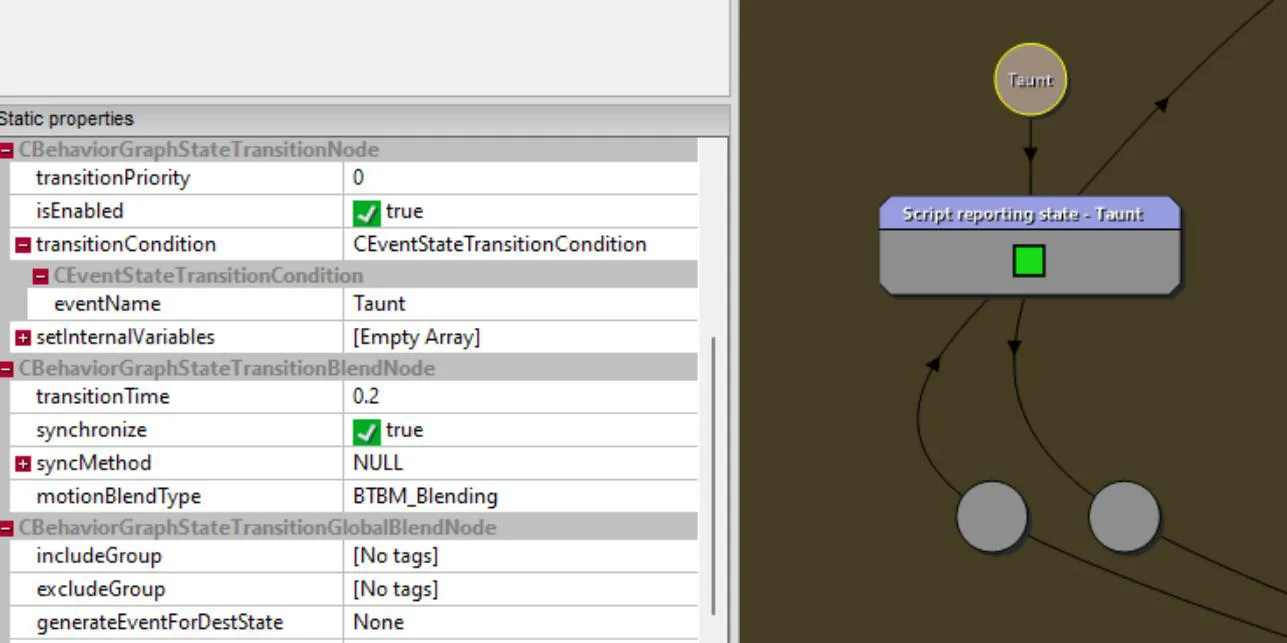 Static properties
CBehaviorGraphStateTransitionNode
transitionPriority 0
isEnabled true
transitionCondition CEventStateTransitionCondition
CEventStateTransitionCondition
eventName Taunt
setInternalVariables [Empty Array]
CBehaviorGraphStateTransitionBlendNode
transitionTime 0.2
synchronize true
syncMethod NULL
motionBlendType BTBM_Blending
CBehaviorGraphStateTransitionGlobalBlendNode
includeGroup [No tags]
excludeGroup [No tags]
generateEventForDestState None
Taunt
Script reporting state - Taunt